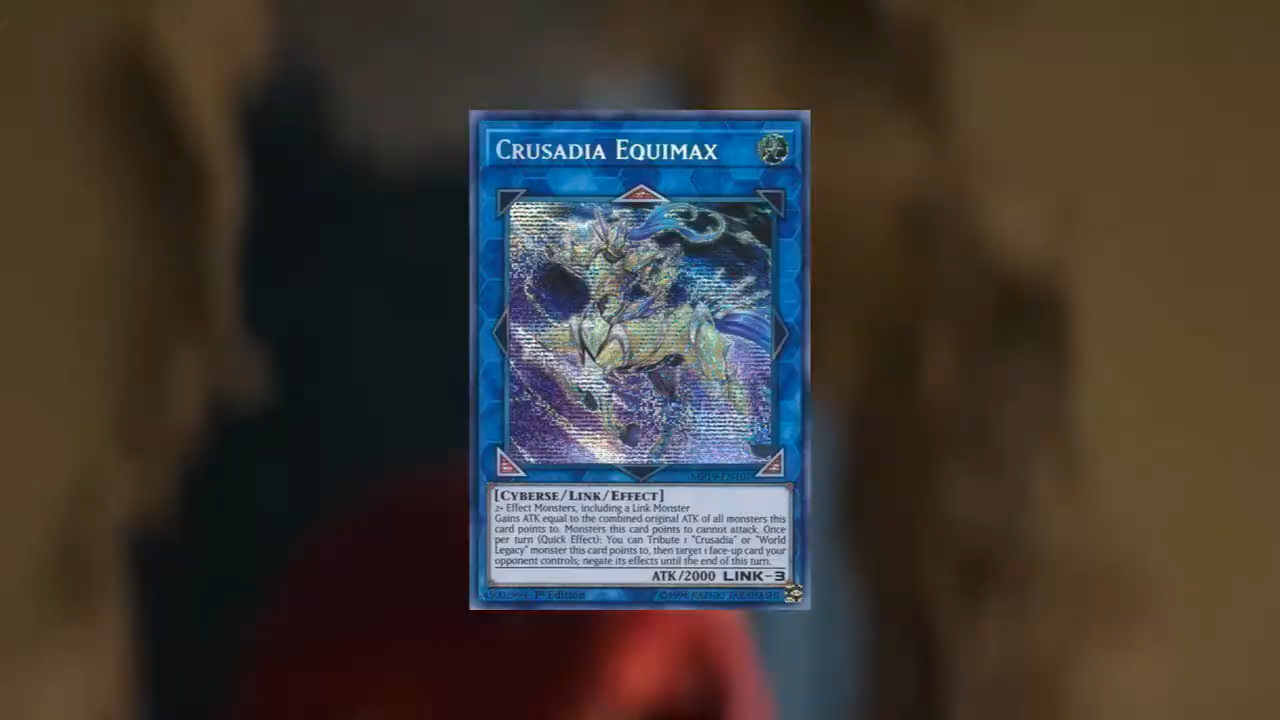 CRUSADIA EQUIMAX
MP19-EN107
[CYBERSE/LINK/EFFECT]
2+ Effect Monsters, including a Link Monster
Gains ATK equal to the combined original ATK of all monsters this
card points to. Monsters this card points to cannot attack. Once
per turn (Quick Effect): You can Tribute 1 "Crusadia" or "World
Legacy" monster this card points to, then target 1 face-up card your
opponent controls; negate its effects until the end of this turn.
ATK/2000 LINK-3
1st Edition ©1996 KAZUKI TAKAHASHI